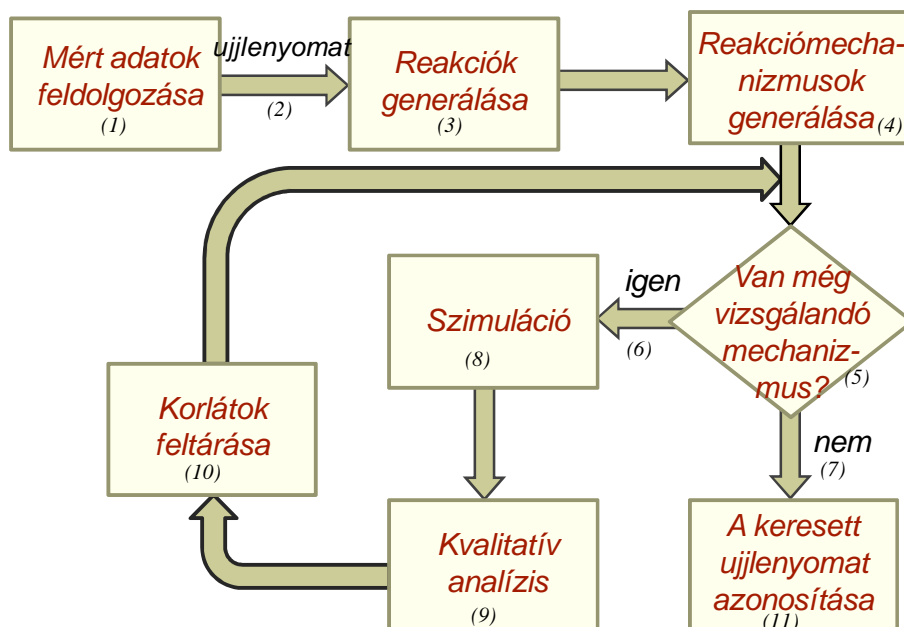 Mért adatok
feldolgozása
(1)
ujjlenyomat
(2)
Reakciók
generálása
(3)
Reakciómecha-
nizmusok
generálása
(4)
Van még
vizsgálandó
mechaniz-
mus?
(5)
igen
(6)
nem
(7)
Szimuláció
(8)
Kvalitatív
analízis
(9)
Korlátok
feltárása
(10)
A keresett
ujjlenyomat
azonosítása
(11)